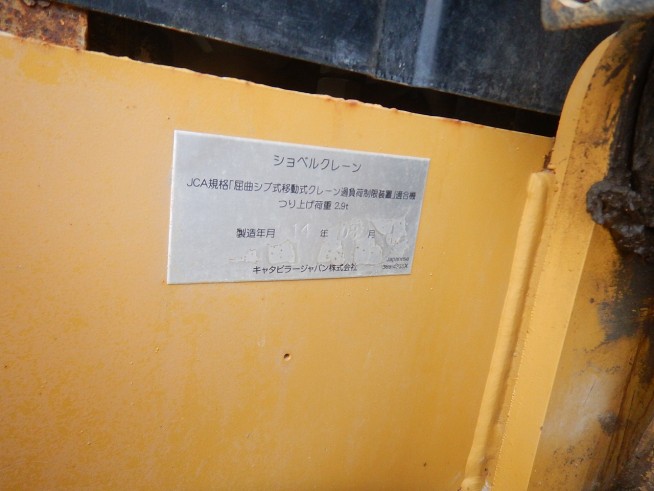 ショベルクレーン
JCA規格「屈曲ジブ式移動式クレーン過負荷制限装置」適合機
つり上げ荷重 2.9t
製造年月 14 年 月
キャタピラージャパン株式会社